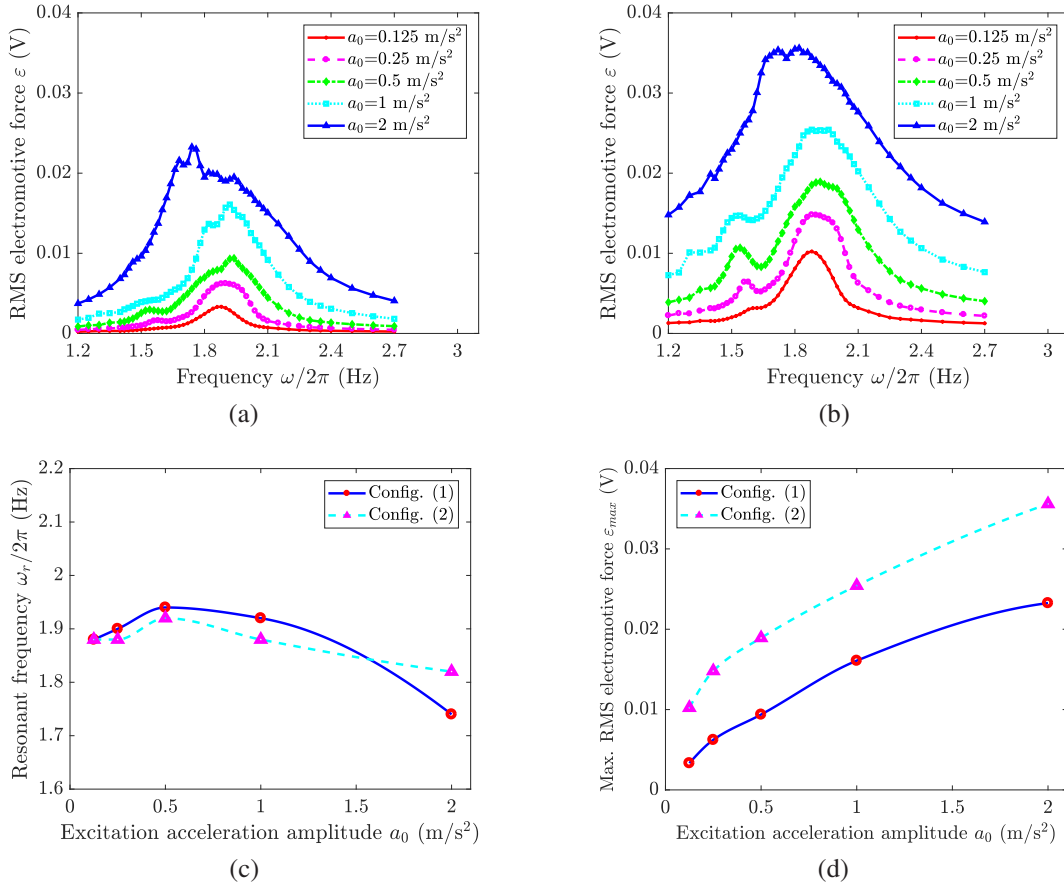 RMS electromotive force ε (V)
0.04
0.03
0.02
0.01
0
1.2 1.5 1.8 2.1 2.4 2.7 3
Frequency ω/2π (Hz)
a₀=0.125 m/s²
a₀=0.25 m/s²
a₀=0.5 m/s²
a₀=1 m/s²
a₀=2 m/s²
(a)
RMS electromotive force ε (V)
0.04
0.03
0.02
0.01
0
1.2 1.5 1.8 2.1 2.4 2.7 3
Frequency ω/2π (Hz)
a₀=0.125 m/s²
a₀=0.25 m/s²
a₀=0.5 m/s²
a₀=1 m/s²
a₀=2 m/s²
(b)
Resonant frequency ωᵣ/2π (Hz)
2.2
2.1
2
1.9
1.8
1.7
1.6
0 0.5 1 1.5 2
Excitation acceleration amplitude a₀ (m/s²)
Config. (1)
Config. (2)
(c)
Max. RMS electromotive force εₘₐₓ (V)
0.04
0.03
0.02
0.01
0
0 0.5 1 1.5 2
Excitation acceleration amplitude a₀ (m/s²)
Config. (1)
Config. (2)
(d)